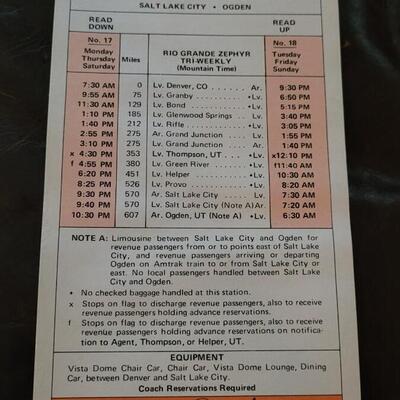 SALT LAKE CITY • OGDEN
READ DOWN READ UP
No. 17 No. 18
Monday Thursday Saturday Miles RIO GRANDE ZEPHYR TRI-WEEKLY (Mountain Time) Tuesday Friday Sunday
7:30 AM 0 Lv. Denver, CO Ar. 9:30 PM
9:55 AM 75 Lv. Granby •Lv. 6:50 PM
11:30 AM 129 Lv. Bond •Lv. 5:15 PM
1:10 PM 185 Lv. Glenwood Springs Lv. 3:40 PM
1:40 PM 212 Lv. Rifle •Lv. 3:05 PM
2:55 PM 275 Ar. Grand Junction Lv. 1:55 PM
3:10 PM 275 Lv. Grand Junction Ar. 1:40 PM
x 4:30 PM 353 Lv. Thompson, UT •Lv. x12:10 PM
f 4:55 PM 380 Lv. Green River •Lv. f11:40 AM
6:20 PM 451 Lv. Helper •Lv. 10:30 AM
8:25 PM 526 Lv. Provo •Lv. 8:20 AM
9:30 PM 570 Ar. Salt Lake City Lv. 7:30 AM
9:40 PM 570 Lv. Salt Lake City (Note A) Ar. 7:20 AM
10:30 PM 607 Ar. Ogden, UT (Note A) Lv. 6:30 AM
NOTE A: Limousine between Salt Lake City and Ogden for
revenue passengers from or to points east of Salt Lake
City, and revenue passengers arriving or departing
Ogden on Amtrak train to or from Salt Lake City or
east. No local passengers handled between Salt Lake City
and Ogden.
• No checked baggage handled at this station.
x Stops on flag to discharge revenue passengers, also to receive
revenue passengers holding advance reservations.
f Stops on flag to discharge revenue passengers, also to receive
revenue passengers holding advance reservations on notifica-
tion to Agent, Thompson, or Helper, UT.
EQUIPMENT
Vista Dome Chair Car, Chair Car, Vista Dome Lounge, Dining
Car, between Denver and Salt Lake City.
Coach Reservations Required